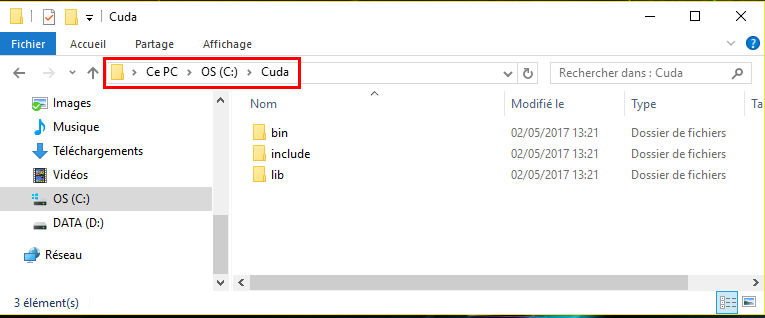 Cuda
Fichier Accueil Partage Affichage
Ce PC OS (C:) Cuda
Rechercher dans : Cuda
Nom Modifié le Type Ta
Images
Musique
Téléchargements
Vidéos
OS (C:)
DATA (D:)
Réseau
bin 02/05/2017 13:21 Dossier de fichiers
include 02/05/2017 13:21 Dossier de fichiers
lib 02/05/2017 13:21 Dossier de fichiers
3 élément(s)